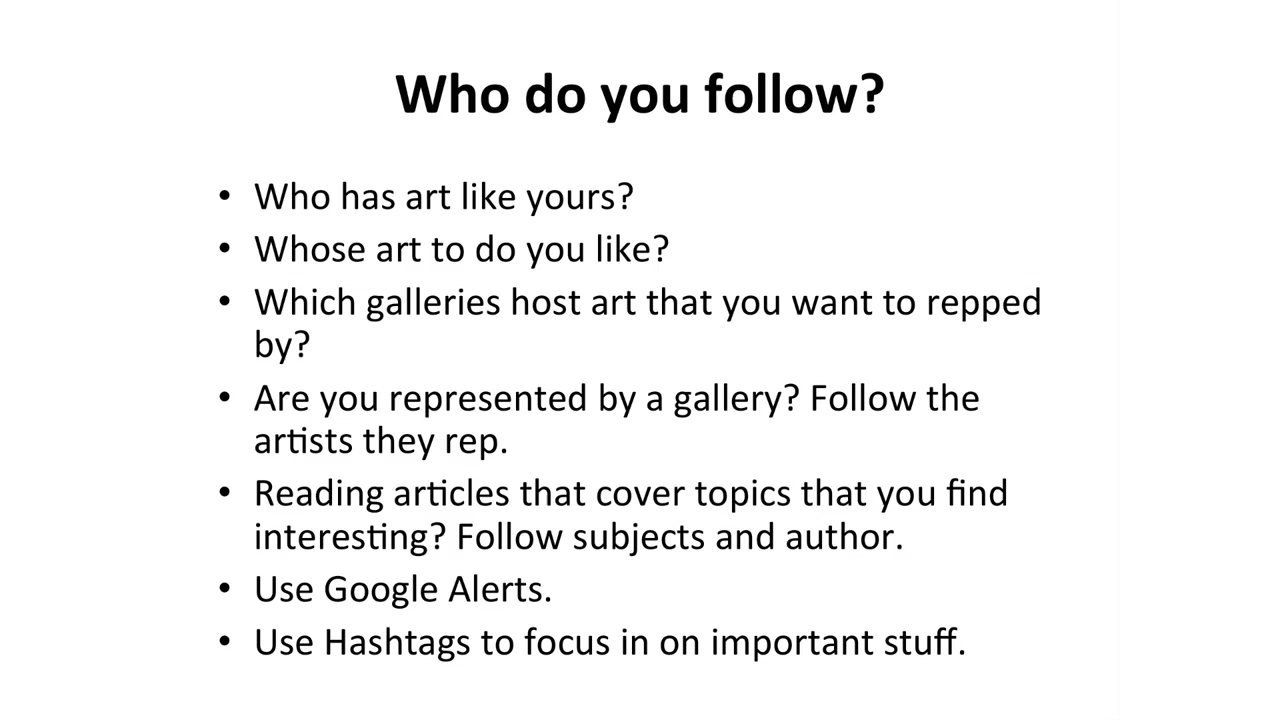 Who do you follow?
• Who has art like yours?
• Whose art to do you like?
• Which galleries host art that you want to repped
by?
• Are you represented by a gallery? Follow the
artists they rep.
• Reading articles that cover topics that you find
interesting? Follow subjects and author.
• Use Google Alerts.
• Use Hashtags to focus in on important stuff.